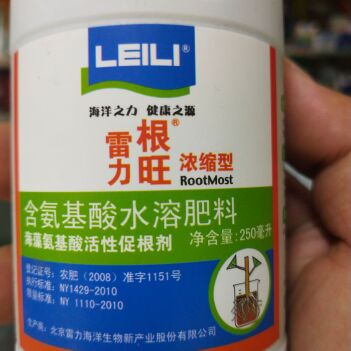 LEILI®
海洋之力 健康之源
雷力 根旺® 浓缩型
RootMost
含氨基酸水溶肥料
海藻氨基酸活性促根剂 净含量:250毫升
登记证号:农肥(2008)准字1151号
执行标准:NY1429-2010
限量标准:NY 1110-2010
生产商:北京雷力海洋生物新产业股份有限公司